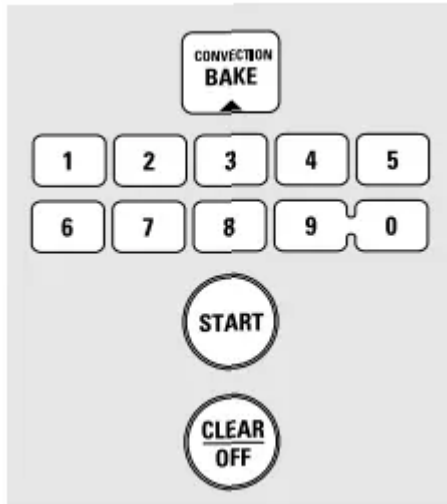 CONVECTION
BAKE
1 2 3 4 5
6 7 8 9 0
START
CLEAR
OFF